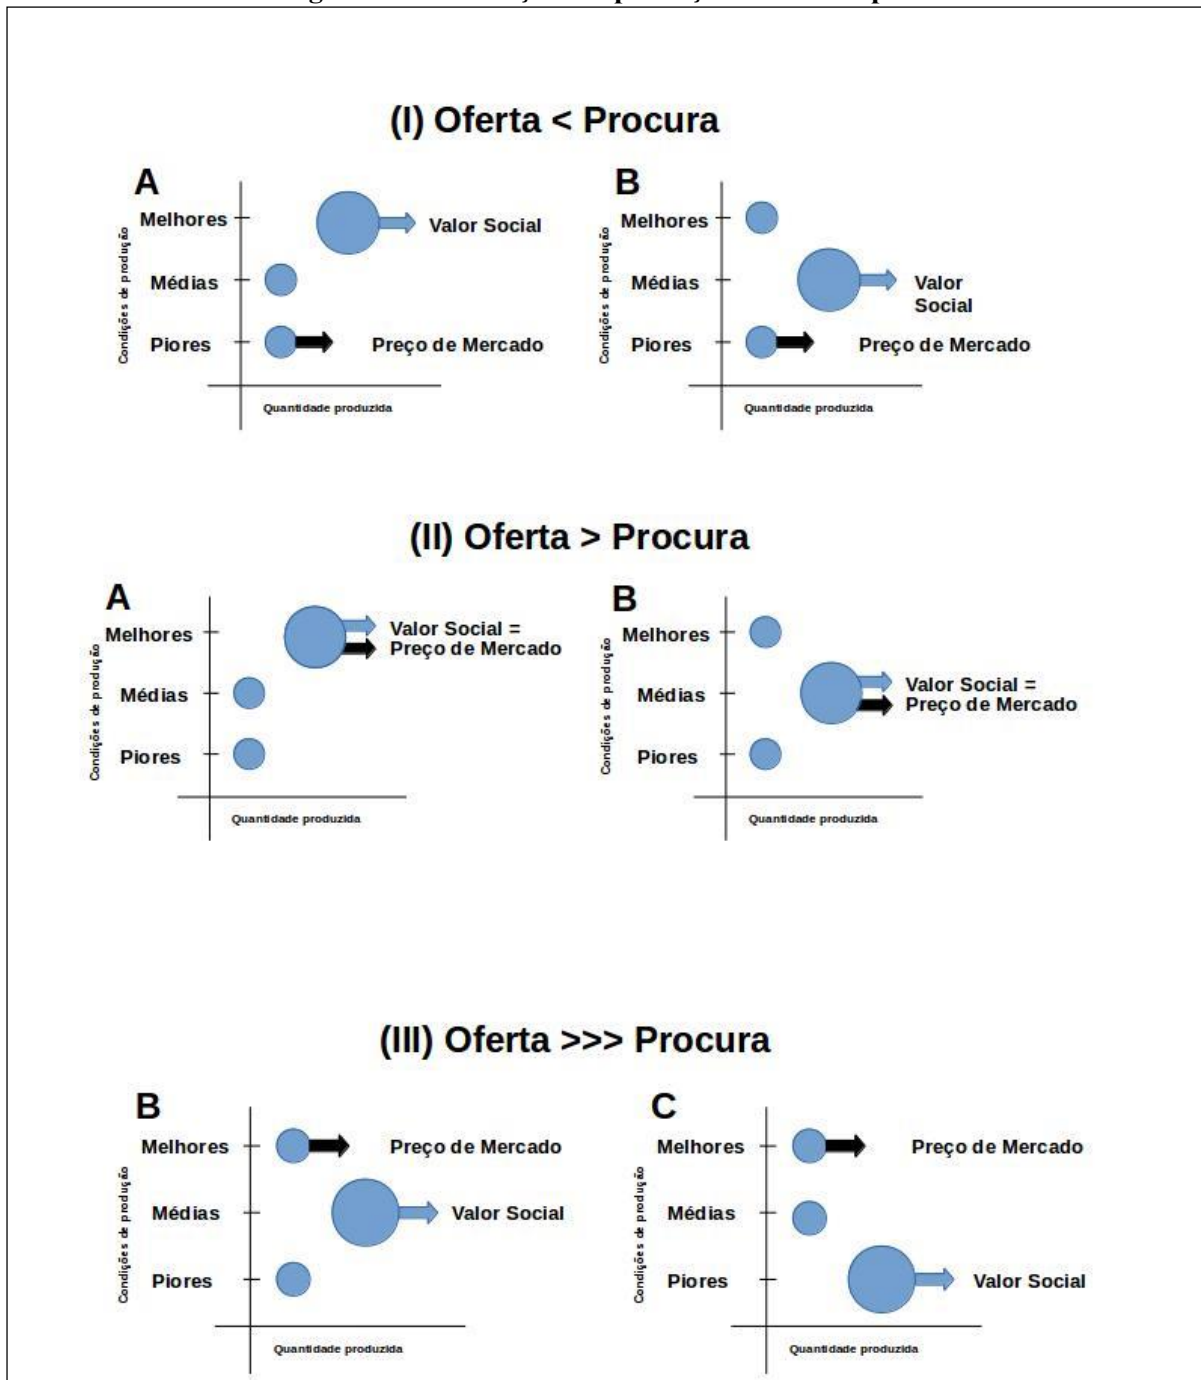 (I) Oferta < Procura
A
Melhores
Valor Social
Médias
Piores
Preço de Mercado
Condições de produção
Quantidade produzida
B
Melhores
Médias
Valor
Social
Piores
Preço de Mercado
Condições de produção
Quantidade produzida
(II) Oferta > Procura
A
Melhores
Valor Social =
Preço de Mercado
Médias
Piores
Condições de produção
Quantidade produzida
B
Melhores
Médias
Valor Social =
Preço de Mercado
Piores
Condições de produção
Quantidade produzida
(III) Oferta >>> Procura
B
Melhores
Preço de Mercado
Médias
Valor Social
Piores
Condições de produção
Quantidade produzida
C
Melhores
Preço de Mercado
Médias
Piores
Valor Social
Condições de produção
Quantidade produzida